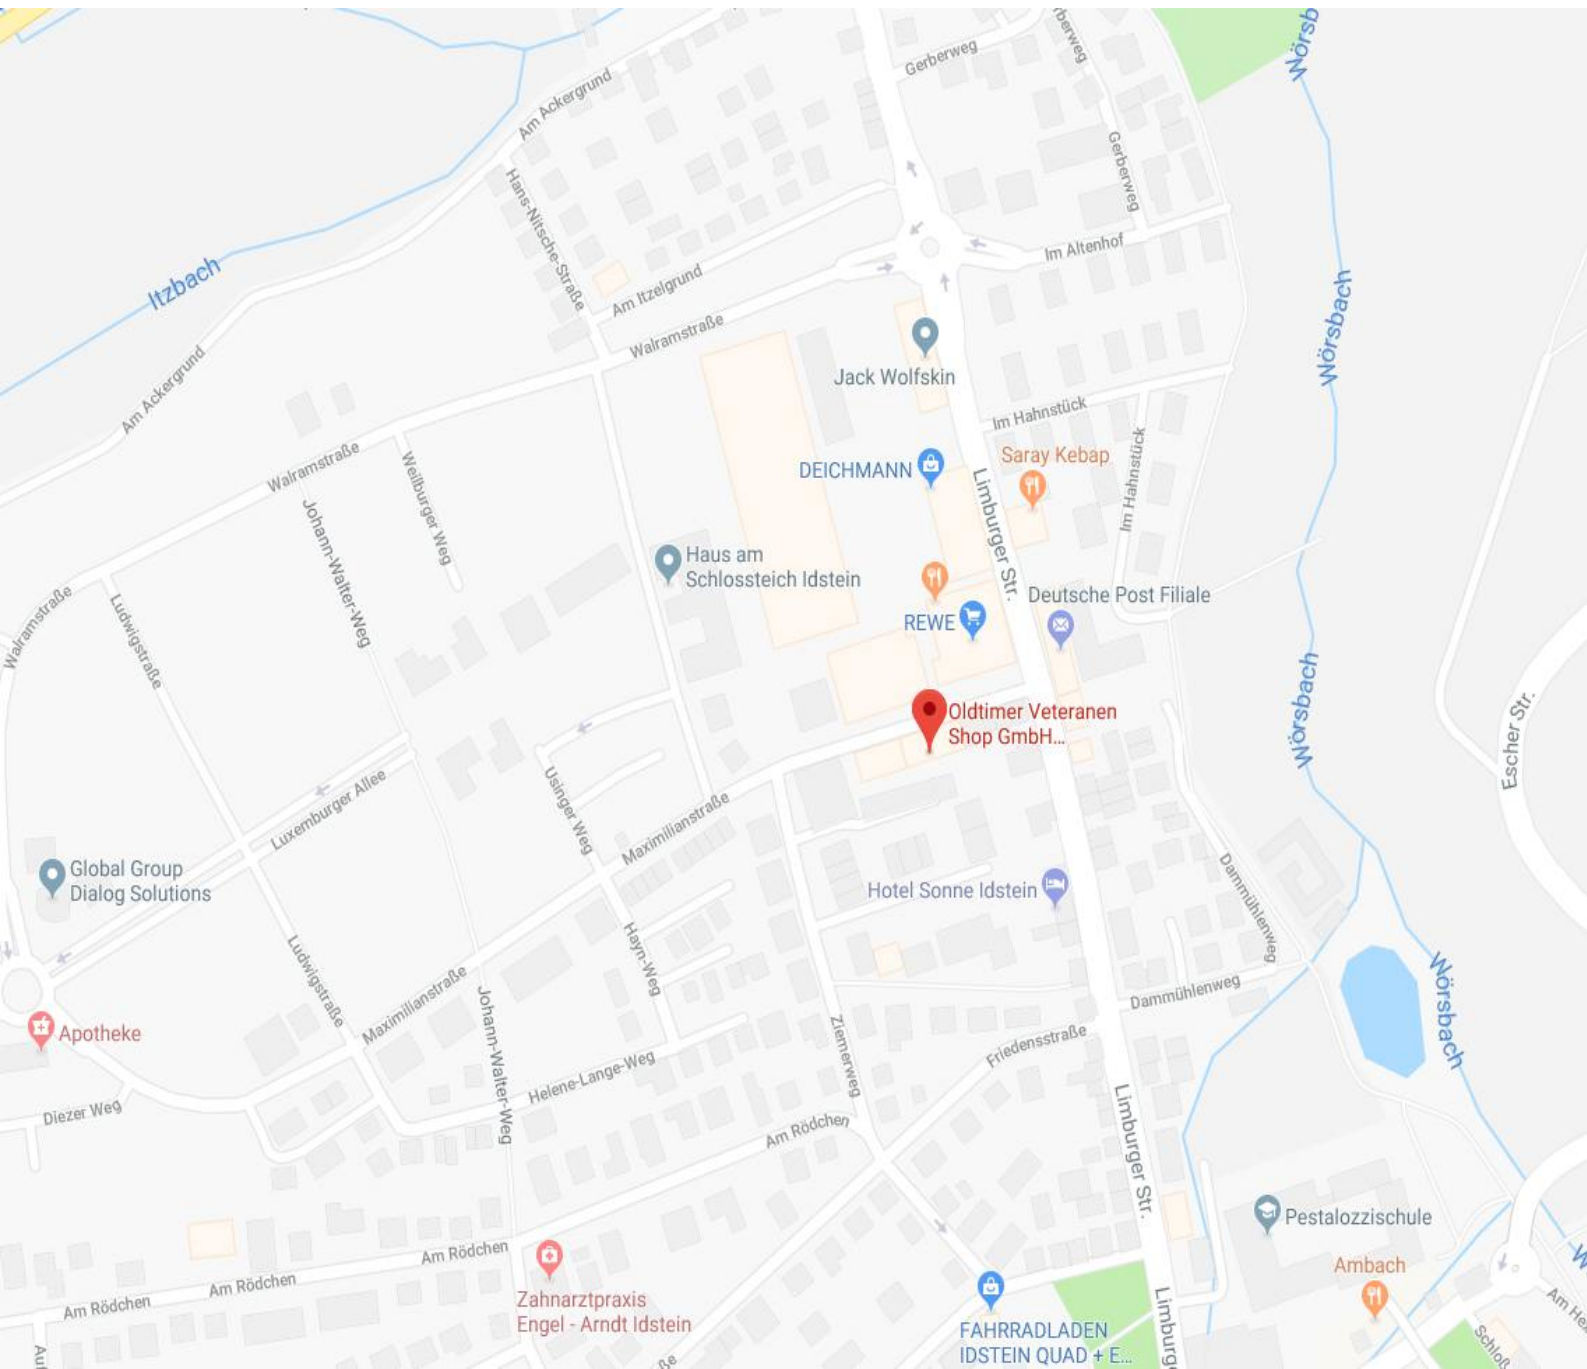 Wörsb
Gerberweg
Gerberweg
Am Ackergrund
Gerberweg
Hans-Nitsche-Straße
Im Altenhof
Itzbach
Am Itzelgrund
Wörsbach
Walramstraße
Jack Wolfskin
Am Ackergrund
Im Hahnstück
Saray Kebap
DEICHMANN
Walramstraße
Weilburger Weg
Johann-Walter-Weg
Limburger Str.
Im Hahnstück
Haus am
Schlossteich Idstein
Deutsche Post Filiale
REWE
Walramstraße
Ludwigstraße
Wörsbach
Escher Str.
Oldtimer Veteranen
Shop GmbH...
Usinger Weg
Luxemburger Allee
Maximilianstraße
Global Group
Dialog Solutions
Hotel Sonne Idstein
Dammühlenweg
Ludwigstraße
Hayn-Weg
Maximilianstraße
Johann-Walter-Weg
Dammühlenweg
Wörsbach
Apotheke
Ziemerweg
Friedensstraße
Helene-Lange-Weg
Diezer Weg
Am Rödchen
Limburger Str.
Pestalozzischule
Am Rödchen
Am Rödchen
Am Rödchen
Ambach
Zahnarztpraxis
Engel - Arndt Idstein
FAHRRADLADEN
IDSTEIN QUAD + E...
Limburg
Am Hex
Schloß